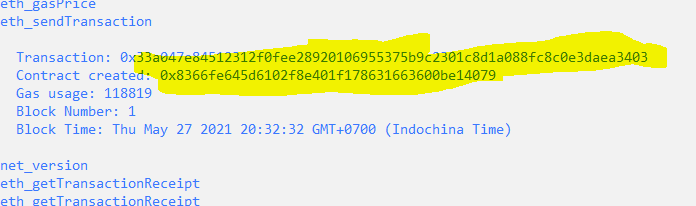 eth_gasPrice
eth_sendTransaction
Transaction: 0x33a047e84512312f0fee28920106955375b9c2301c8d1a088fc8c0e3daea3403
Contract created: 0x8366fe645d6102f8e401f178631663600be14079
Gas usage: 118819
Block Number: 1
Block Time: Thu May 27 2021 20:32:32 GMT+0700 (Indochina Time)
net_version
eth_getTransactionReceipt
eth_getTransactionReceipt